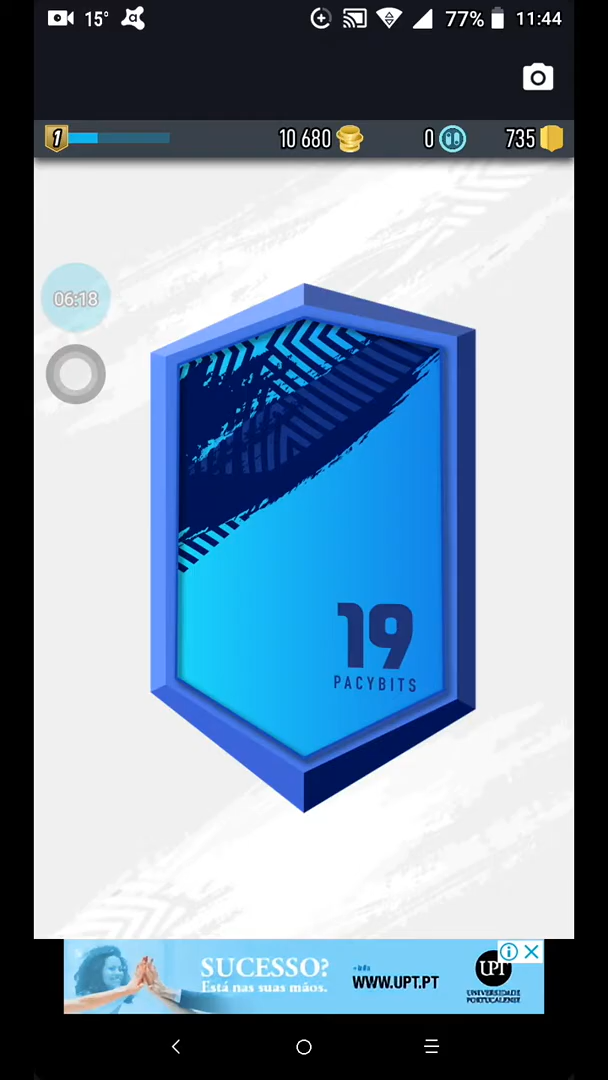 15° 77% 11:44
1 10 680 0 735
06:18
19
PACYBITS
SUCESSO?
Está nas suas mãos.
WWW.UPT.PT
UPT
UNIVERSIDADE
PORTUCALENSE